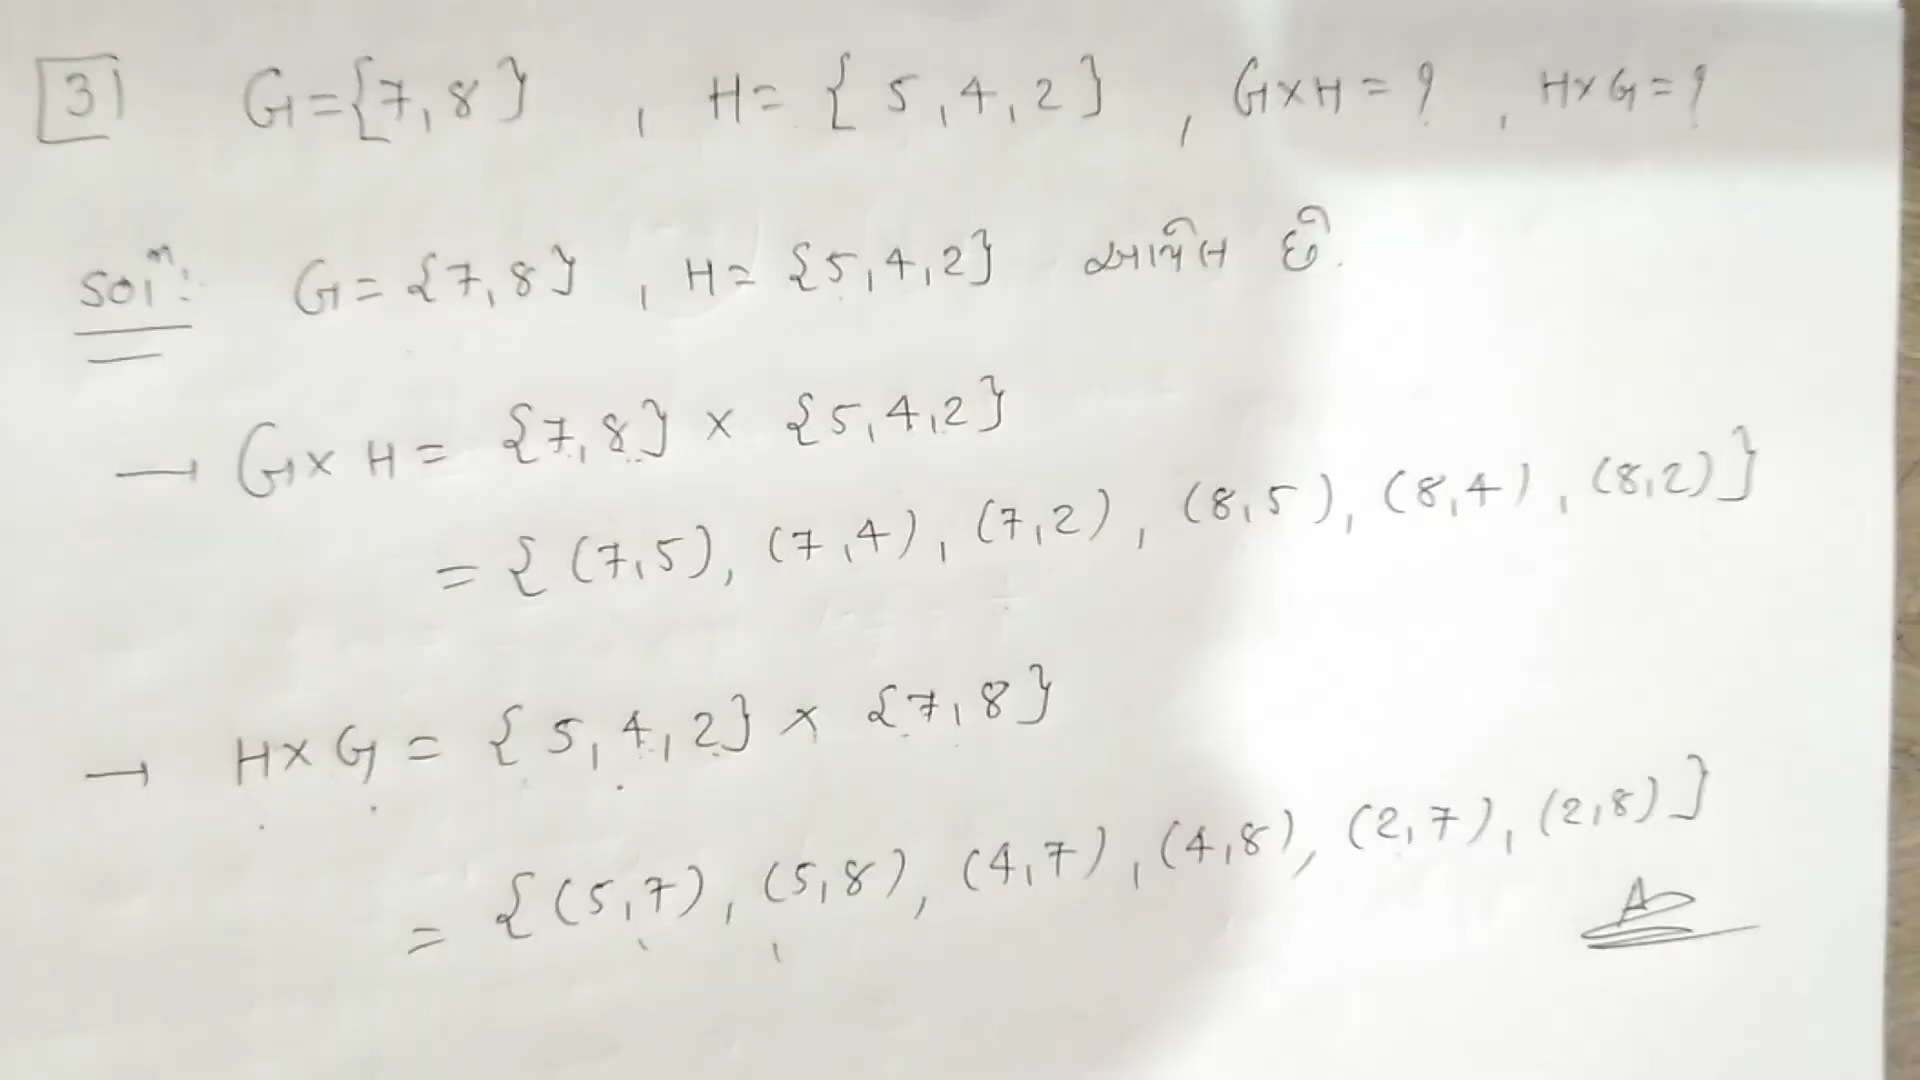 3 G={7,8} , H= { 5,4,2} , G×H = ? , H×G = ?
Solⁿ: G= {7,8} , H= {5,4,2} આપેલ છે.
→ G× H = {7,8} × {5,4,2}
= { (7,5), (7,4), (7,2), (8,5), (8,4), (8,2)}
→ H×G = { 5,4,2} × {7,8}
= {(5,7), (5,8), (4,7), (4,8), (2,7), (2,8)}